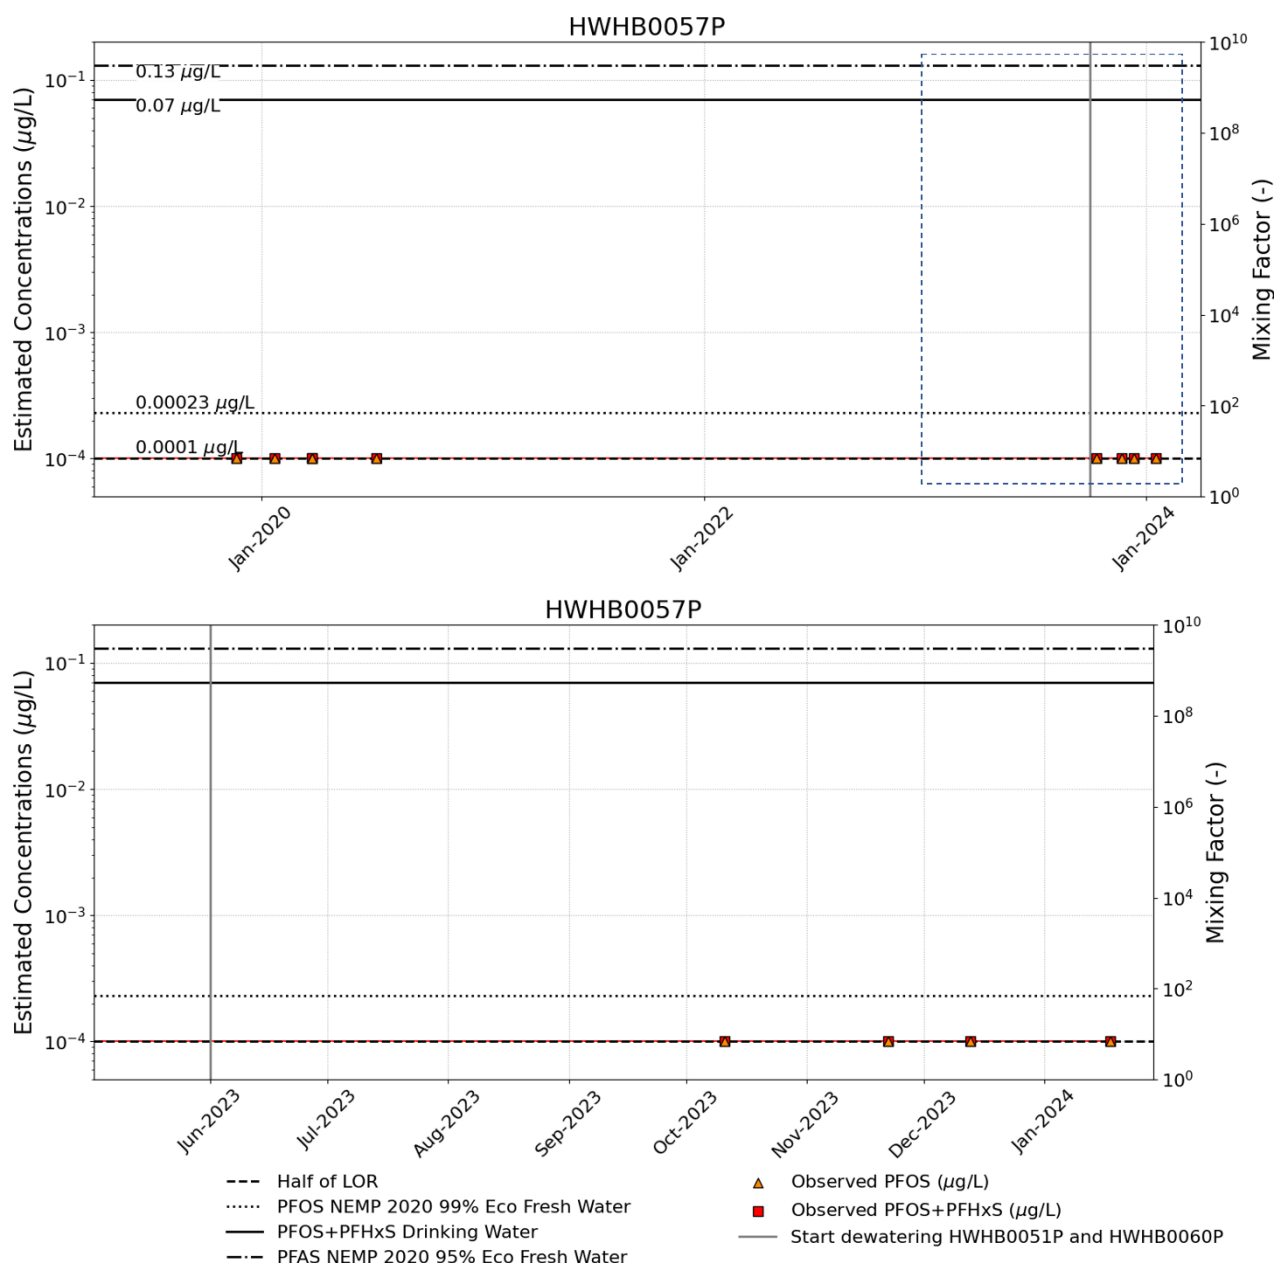 HWHB0057P
Estimated Concentrations (μg/L)
10⁻¹
10⁻²
10⁻³
10⁻⁴
0.13 μg/L
0.07 μg/L
0.00023 μg/L
0.0001 μg/L
10¹⁰
10⁸
10⁶
10⁴
10²
10⁰
Mixing Factor (-)
Jan-2020
Jan-2022
Jan-2024
HWHB0057P
Estimated Concentrations (μg/L)
10⁻¹
10⁻²
10⁻³
10⁻⁴
10¹⁰
10⁸
10⁶
10⁴
10²
10⁰
Mixing Factor (-)
Jun-2023
Jul-2023
Aug-2023
Sep-2023
Oct-2023
Nov-2023
Dec-2023
Jan-2024
Half of LOR
PFOS NEMP 2020 99% Eco Fresh Water
PFOS+PFHxS Drinking Water
PFAS NEMP 2020 95% Eco Fresh Water
Observed PFOS (μg/L)
Observed PFOS+PFHxS (μg/L)
Start dewatering HWHB0051P and HWHB0060P